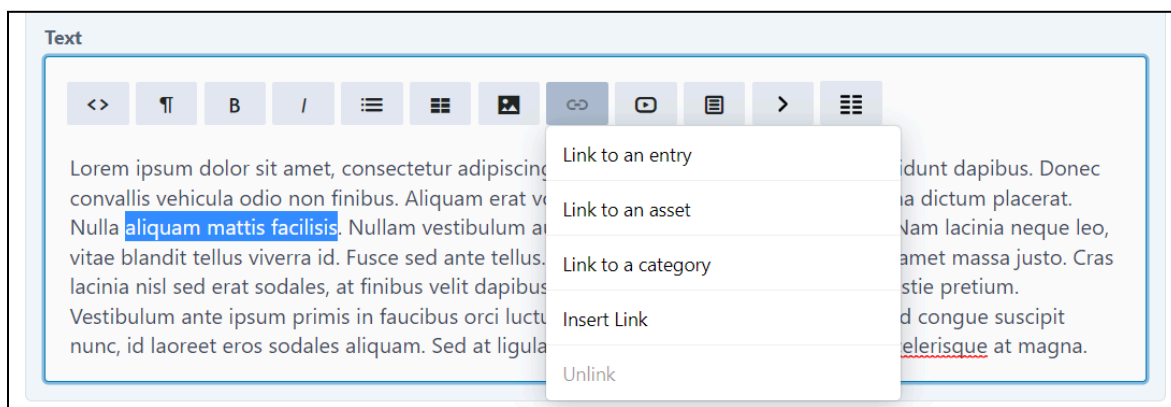 Text
B I
Lorem ipsum dolor sit amet, consectetur adipiscing idunt dapibus. Donec
convallis vehicula odio non finibus. Aliquam erat vo a dictum placerat.
Nulla aliquam mattis facilisis. Nullam vestibulum au Nam lacinia neque leo,
vitae blandit tellus viverra id. Fusce sed ante tellus. amet massa justo. Cras
lacinia nisl sed erat sodales, at finibus velit dapibus stie pretium.
Vestibulum ante ipsum primis in faucibus orci luctu d congue suscipit
nunc, id laoreet eros sodales aliquam. Sed at ligula elerisque at magna.
Link to an entry
Link to an asset
Link to a category
Insert Link
Unlink